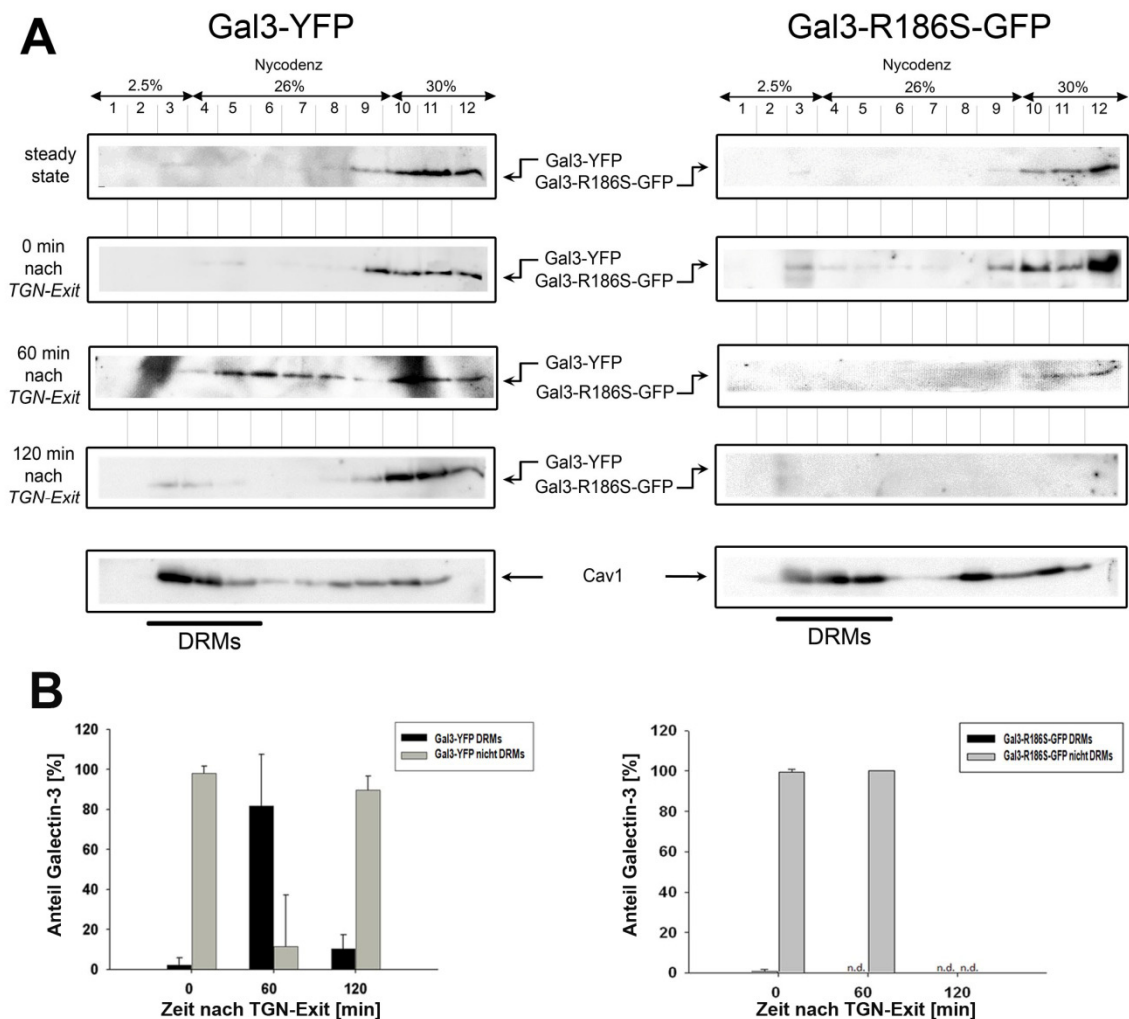 A
Gal3-YFP
Gal3-R186S-GFP
Nycodenz
2.5% 26% 30%
1 2 3 4 5 6 7 8 9 10 11 12
Nycodenz
2.5% 26% 30%
1 2 3 4 5 6 7 8 9 10 11 12
steady
state
Gal3-YFP
Gal3-R186S-GFP
0 min
nach
TGN-Exit
Gal3-YFP
Gal3-R186S-GFP
60 min
nach
TGN-Exit
Gal3-YFP
Gal3-R186S-GFP
120 min
nach
TGN-Exit
Gal3-YFP
Gal3-R186S-GFP
Cav1
DRMs
DRMs
B
Anteil Galectin-3 [%]
120
100
80
60
40
20
0
Gal3-YFP DRMs
Gal3-YFP nicht DRMs
0 60 120
Zeit nach TGN-Exit [min]
Anteil Galectin-3 [%]
120
100
80
60
40
20
0
Gal3-R186S-GFP DRMs
Gal3-R186S-GFP nicht DRMs
n.d. n.d. n.d.
0 60 120
Zeit nach TGN-Exit [min]